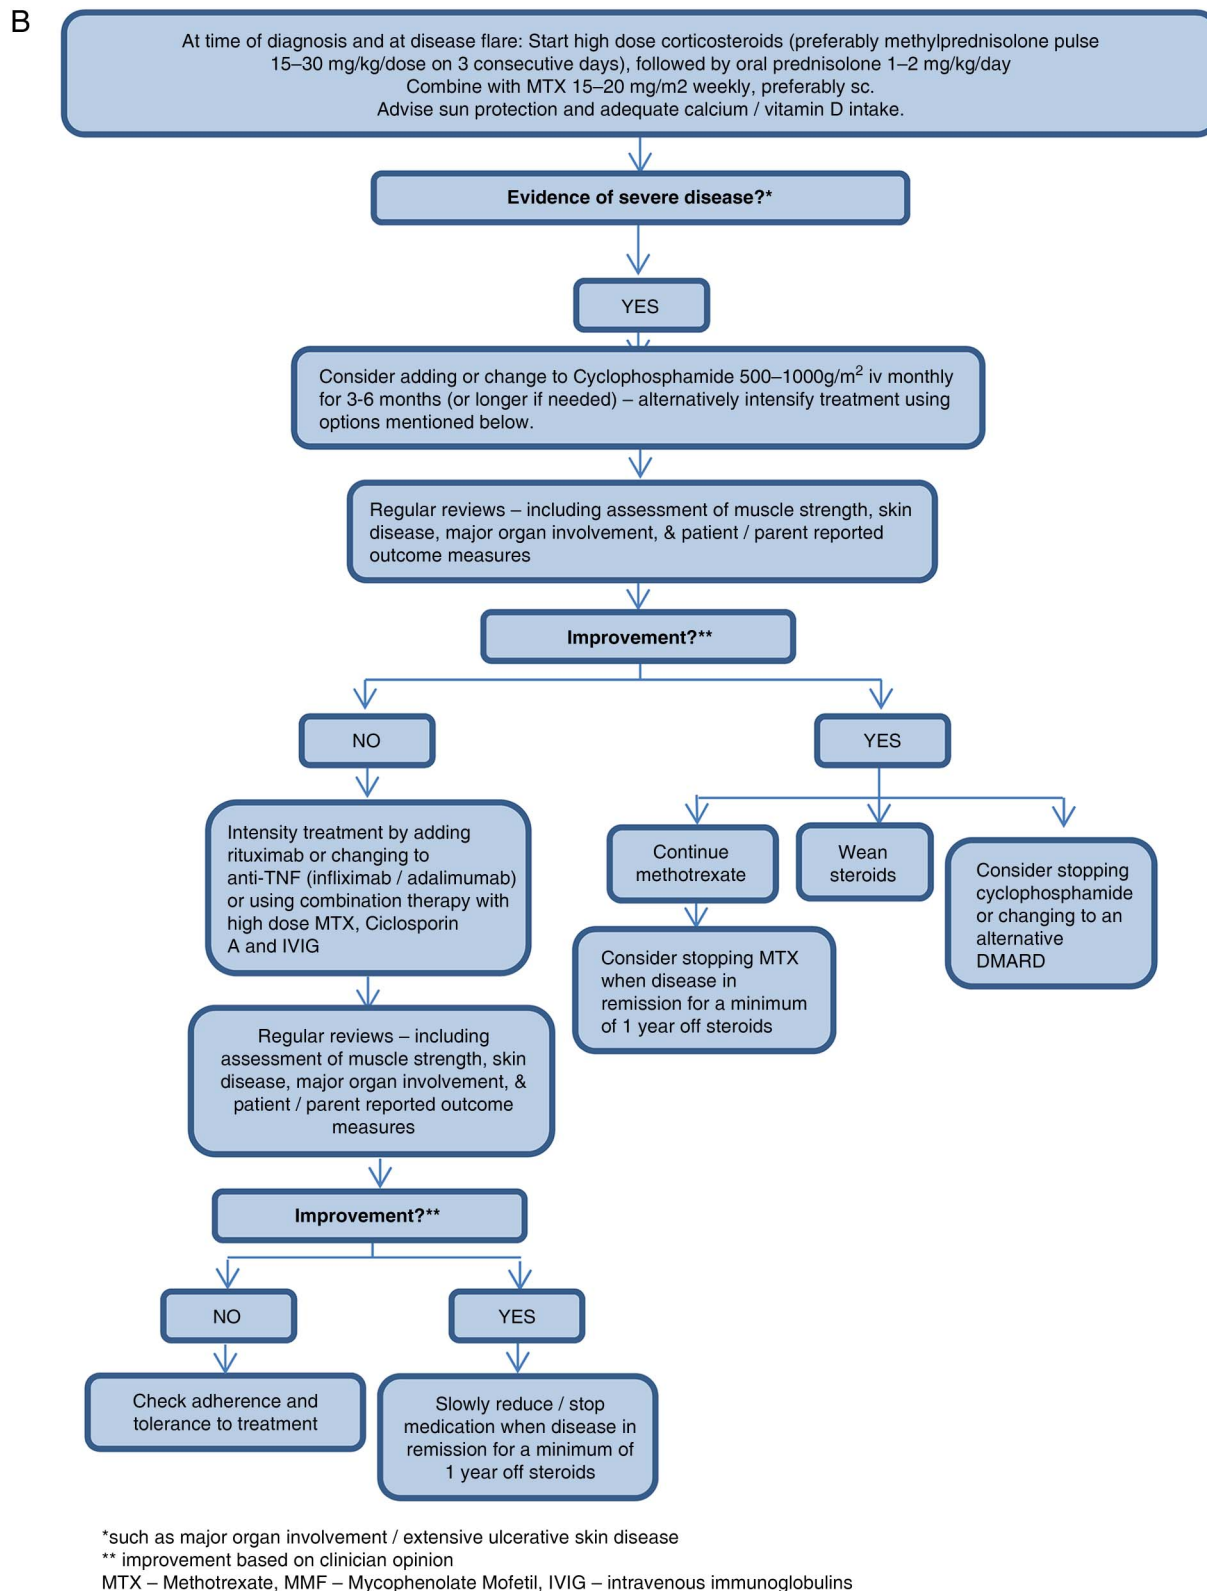 B
At time of diagnosis and at disease flare: Start high dose corticosteroids (preferably methylprednisolone pulse
15–30 mg/kg/dose on 3 consecutive days), followed by oral prednisolone 1–2 mg/kg/day
Combine with MTX 15–20 mg/m2 weekly, preferably sc.
Advise sun protection and adequate calcium / vitamin D intake.
Evidence of severe disease?*
YES
Consider adding or change to Cyclophosphamide 500–1000g/m² iv monthly
for 3-6 months (or longer if needed) – alternatively intensify treatment using
options mentioned below.
Regular reviews – including assessment of muscle strength, skin
disease, major organ involvement, & patient / parent reported
outcome measures
Improvement?**
NO
YES
Intensity treatment by adding
rituximab or changing to
anti-TNF (infliximab / adalimumab)
or using combination therapy with
high dose MTX, Ciclosporin
A and IVIG
Continue
methotrexate
Wean
steroids
Consider stopping
cyclophosphamide
or changing to an
alternative
DMARD
Consider stopping MTX
when disease in
remission for a minimum
of 1 year off steroids
Regular reviews – including
assessment of muscle strength, skin
disease, major organ involvement, &
patient / parent reported outcome
measures
Improvement?**
NO
YES
Check adherence and
tolerance to treatment
Slowly reduce / stop
medication when disease in
remission for a minimum of
1 year off steroids
*such as major organ involvement / extensive ulcerative skin disease
** improvement based on clinician opinion
MTX – Methotrexate, MMF – Mycophenolate Mofetil, IVIG – intravenous immunoglobulins